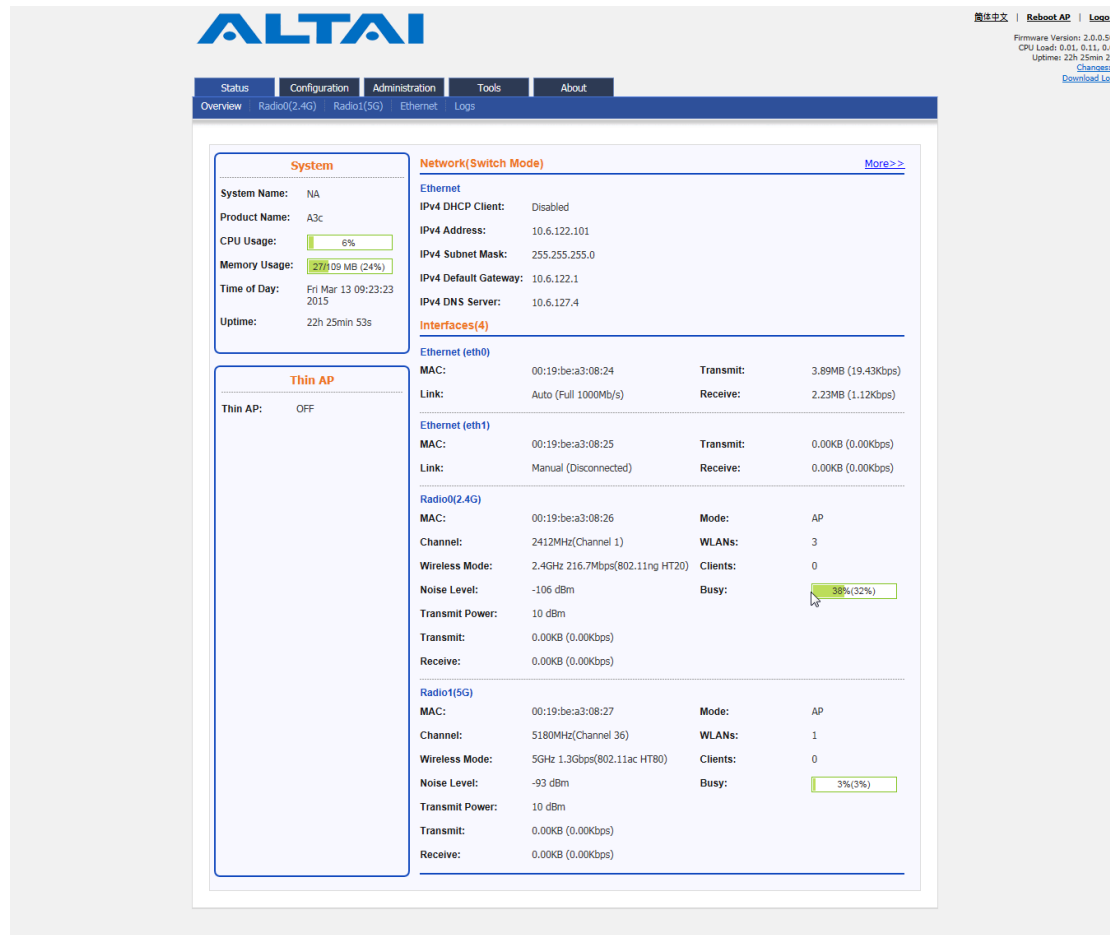 ALTAI
简体中文 | Reboot AP | Logo
Firmware Version: 2.0.0.5
CPU Load: 0.01, 0.11, 0.
Uptime: 22h 25min 2
Changes
Download Lo
Status Configuration Administration Tools About
Overview Radio0(2.4G) Radio1(5G) Ethernet Logs
System
System Name: NA
Product Name: A3c
CPU Usage: 6%
Memory Usage: 27/109 MB (24%)
Time of Day: Fri Mar 13 09:23:23
2015
Uptime: 22h 25min 53s
Thin AP
Thin AP: OFF
Network(Switch Mode) More>>
Ethernet
IPv4 DHCP Client: Disabled
IPv4 Address: 10.6.122.101
IPv4 Subnet Mask: 255.255.255.0
IPv4 Default Gateway: 10.6.122.1
IPv4 DNS Server: 10.6.127.4
Interfaces(4)
Ethernet (eth0)
MAC: 00:19:be:a3:08:24 Transmit: 3.89MB (19.43Kbps)
Link: Auto (Full 1000Mb/s) Receive: 2.23MB (1.12Kbps)
Ethernet (eth1)
MAC: 00:19:be:a3:08:25 Transmit: 0.00KB (0.00Kbps)
Link: Manual (Disconnected) Receive: 0.00KB (0.00Kbps)
Radio0(2.4G)
MAC: 00:19:be:a3:08:26 Mode: AP
Channel: 2412MHz(Channel 1) WLANs: 3
Wireless Mode: 2.4GHz 216.7Mbps(802.11ng HT20) Clients: 0
Noise Level: -106 dBm Busy: 38%(32%)
Transmit Power: 10 dBm
Transmit: 0.00KB (0.00Kbps)
Receive: 0.00KB (0.00Kbps)
Radio1(5G)
MAC: 00:19:be:a3:08:27 Mode: AP
Channel: 5180MHz(Channel 36) WLANs: 1
Wireless Mode: 5GHz 1.3Gbps(802.11ac HT80) Clients: 0
Noise Level: -93 dBm Busy: 3%(3%)
Transmit Power: 10 dBm
Transmit: 0.00KB (0.00Kbps)
Receive: 0.00KB (0.00Kbps)